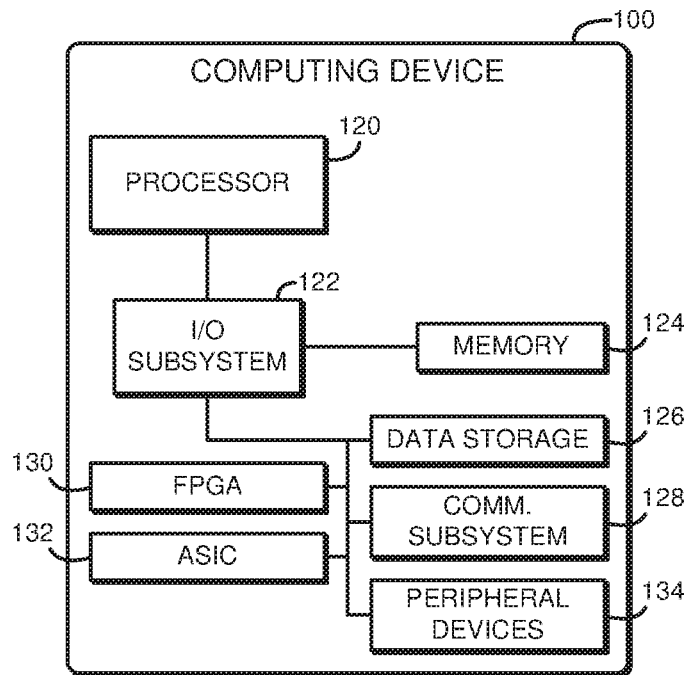 100
COMPUTING DEVICE
120
PROCESSOR
122
I/O
SUBSYSTEM
MEMORY
124
DATA STORAGE
126
130
FPGA
COMM.
SUBSYSTEM
128
132
ASIC
PERIPHERAL
DEVICES
134